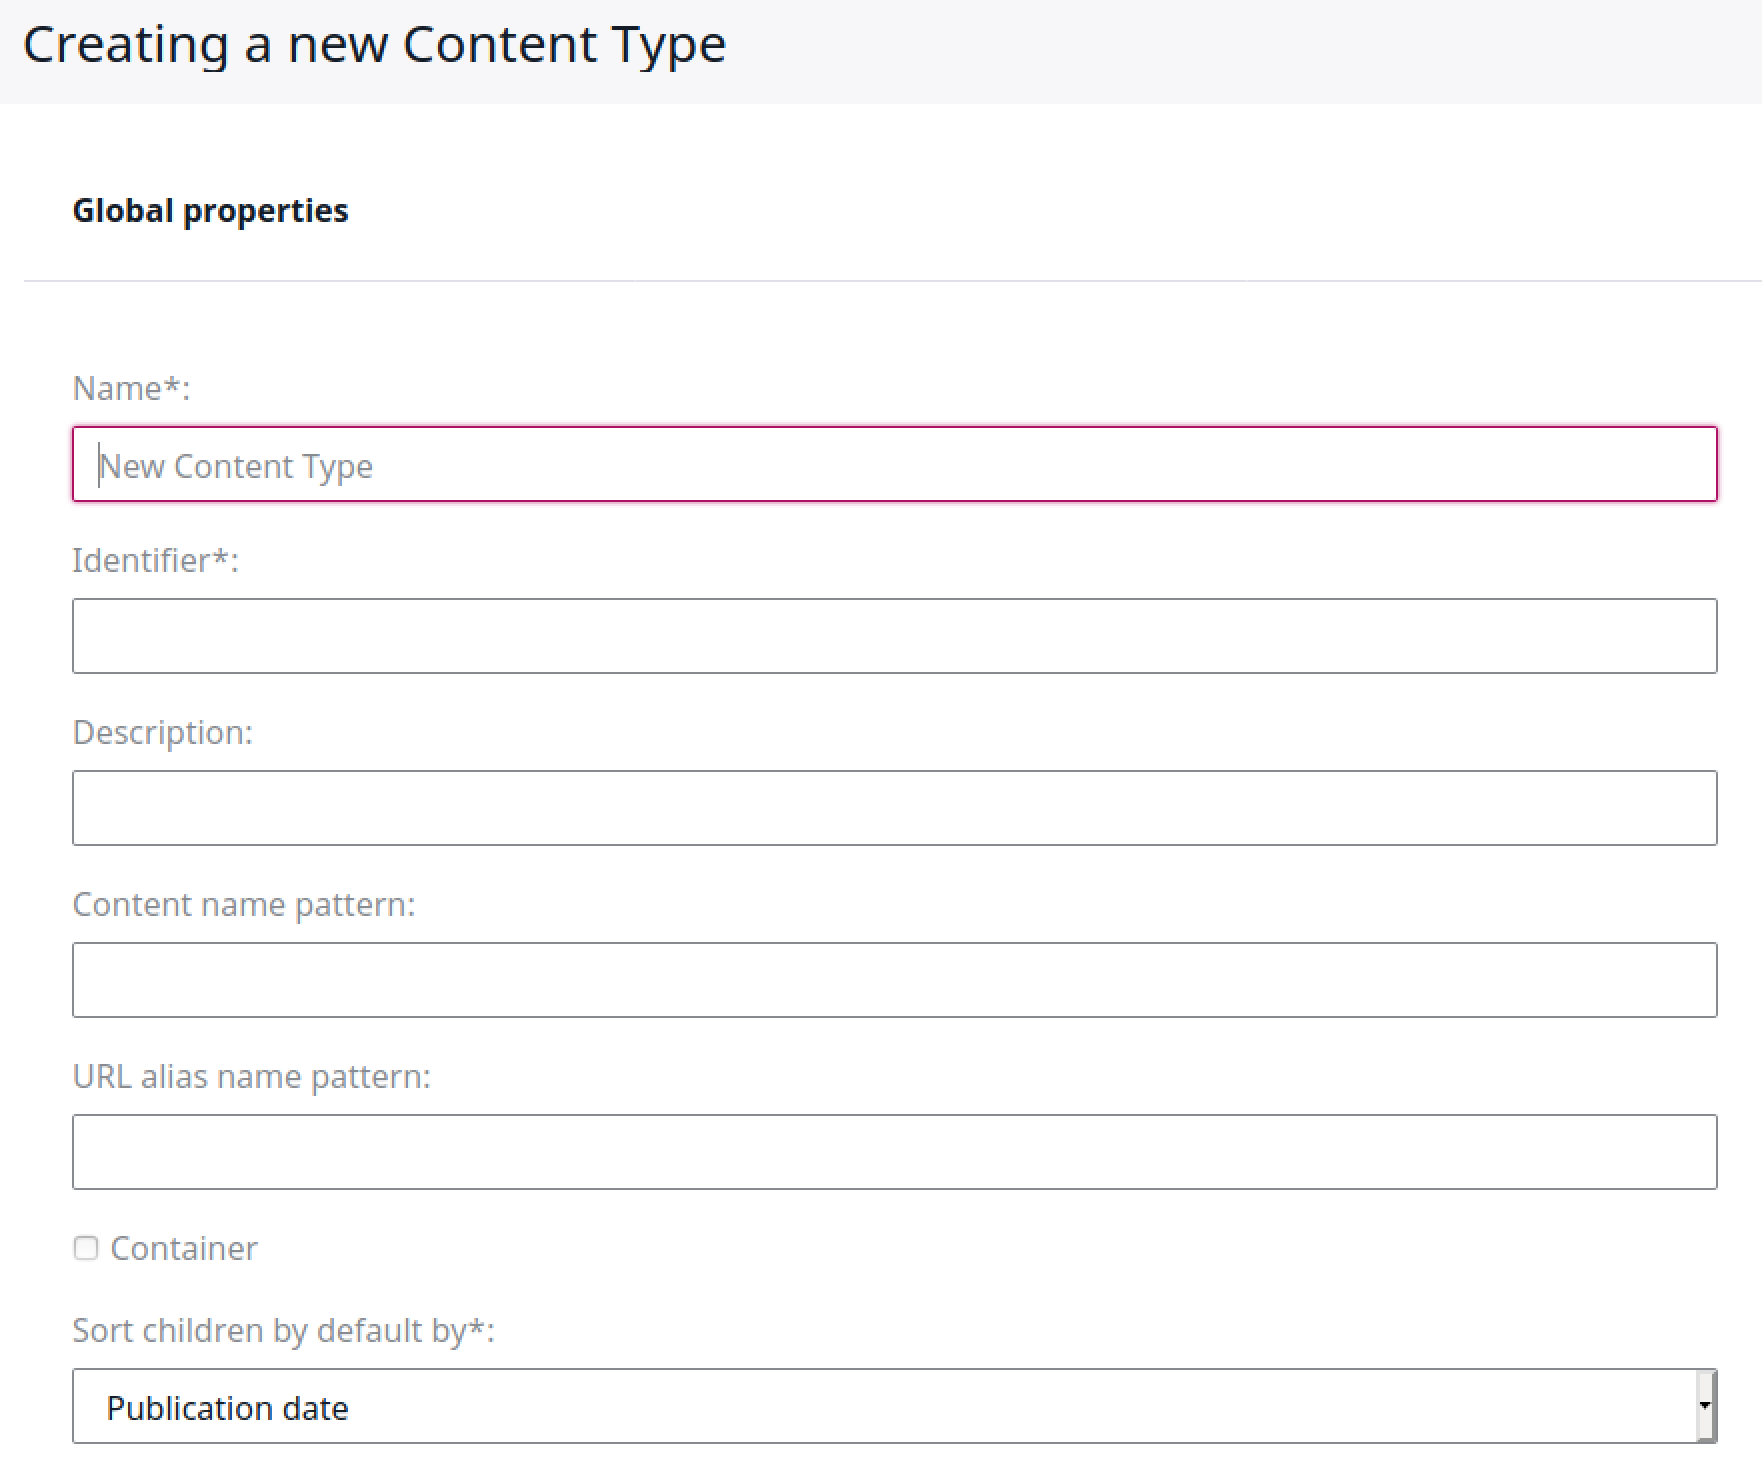 Creating a new Content Type
Global properties
Name*:
New Content Type
Identifier*:
Description:
Content name pattern:
URL alias name pattern:
Container
Sort children by default by*:
Publication date